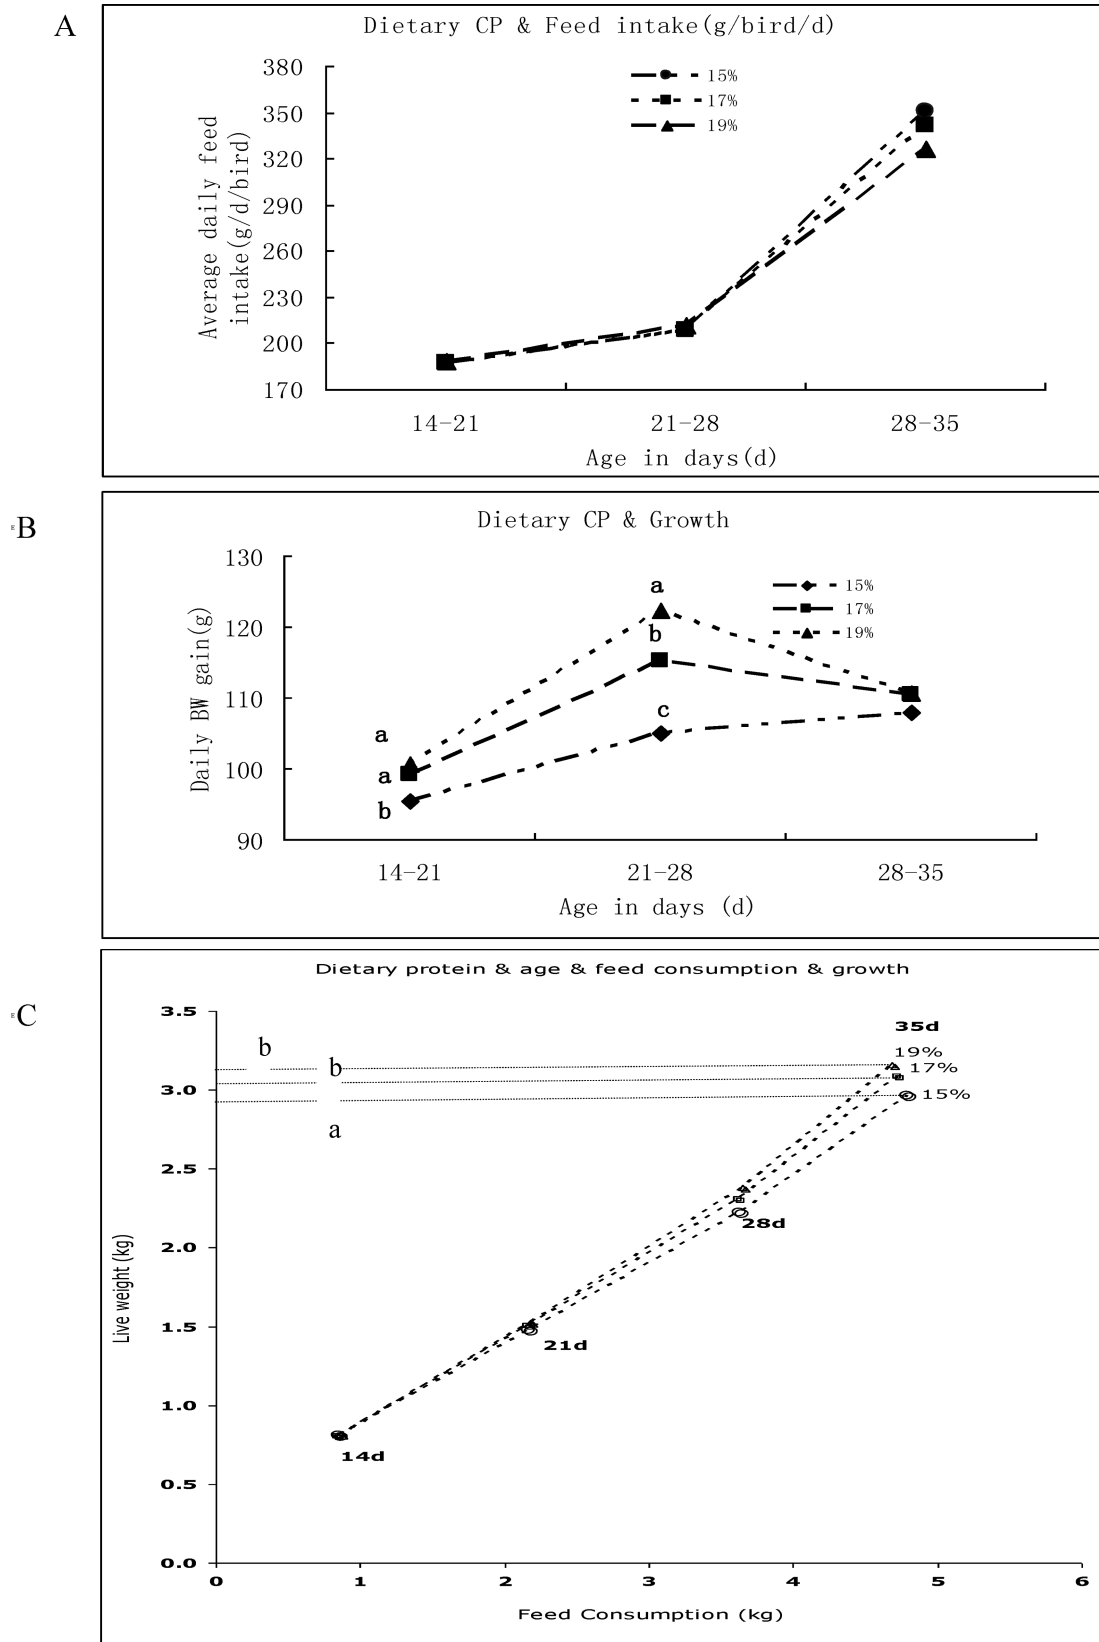 A
Dietary CP & Feed intake(g/bird/d)
Average daily feed
intake(g/d/bird)
380
350
320
290
260
230
200
170
15%
17%
19%
14-21
21-28
28-35
Age in days(d)
B
Dietary CP & Growth
Daily BW gain(g)
130
120
110
100
90
15%
17%
19%
a
b
c
a
a
b
14-21
21-28
28-35
Age in days (d)
C
Dietary protein & age & feed consumption & growth
Live weight (kg)
3.5
3.0
2.5
2.0
1.5
1.0
0.5
0.0
b
b
a
35d
19%
17%
15%
28d
21d
14d
0
1
2
3
4
5
6
Feed Consumption (kg)